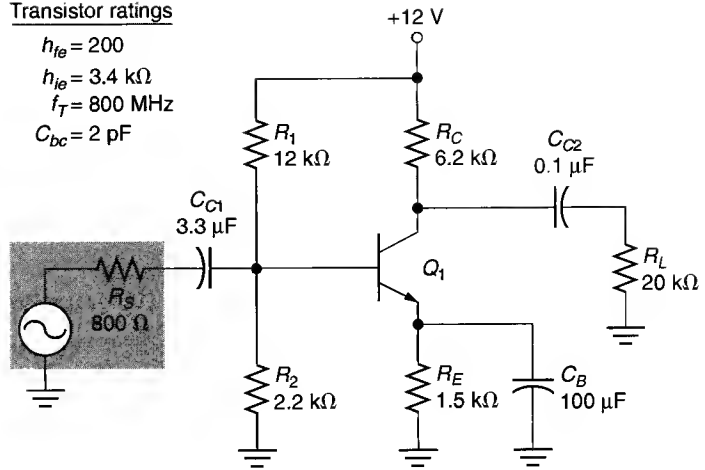 Transistor ratings
h_fe = 200
h_ie = 3.4 kΩ
f_T = 800 MHz
C_bc = 2 pF
+12 V
R_1
12 kΩ
R_C
6.2 kΩ
C_C2
0.1 µF
C_C1
3.3 µF
R_S
800 Ω
Q_1
R_L
20 kΩ
R_2
2.2 kΩ
R_E
1.5 kΩ
C_B
100 µF